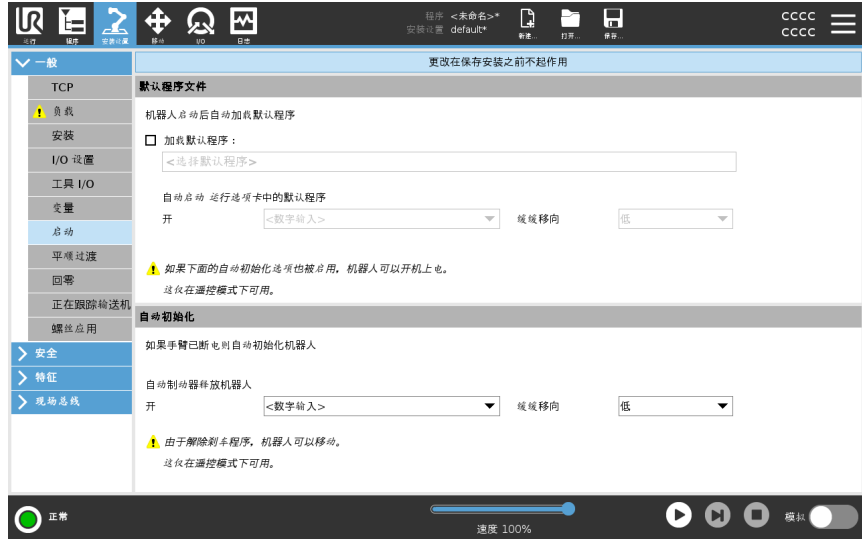 程序 <未命名>*
安装设置 default*
cccc
cccc
运行
程序
安装设置
移动
I/O
日志
新建...
打开...
保存...
一般
更改在保存安装之前不起作用
TCP
负载
安装
I/O 设置
工具 I/O
变量
启动
平顺过渡
回零
正在跟踪输送机
螺丝应用
安全
特征
现场总线
默认程序文件
机器人启动后自动加载默认程序
加载默认程序：
<选择默认程序>
自动启动 运行选项卡中的默认程序
开 <数字输入> 缓缓移向 低
如果下面的自动初始化选项也被启用，机器人可以开机上电。
这仅在遥控模式下可用。
自动初始化
如果手臂已断电则自动初始化机器人
自动制动器释放机器人
开 <数字输入> 缓缓移向 低
由于解除刹车程序，机器人可以移动。
这仅在遥控模式下可用。
正常
速度 100%
模拟